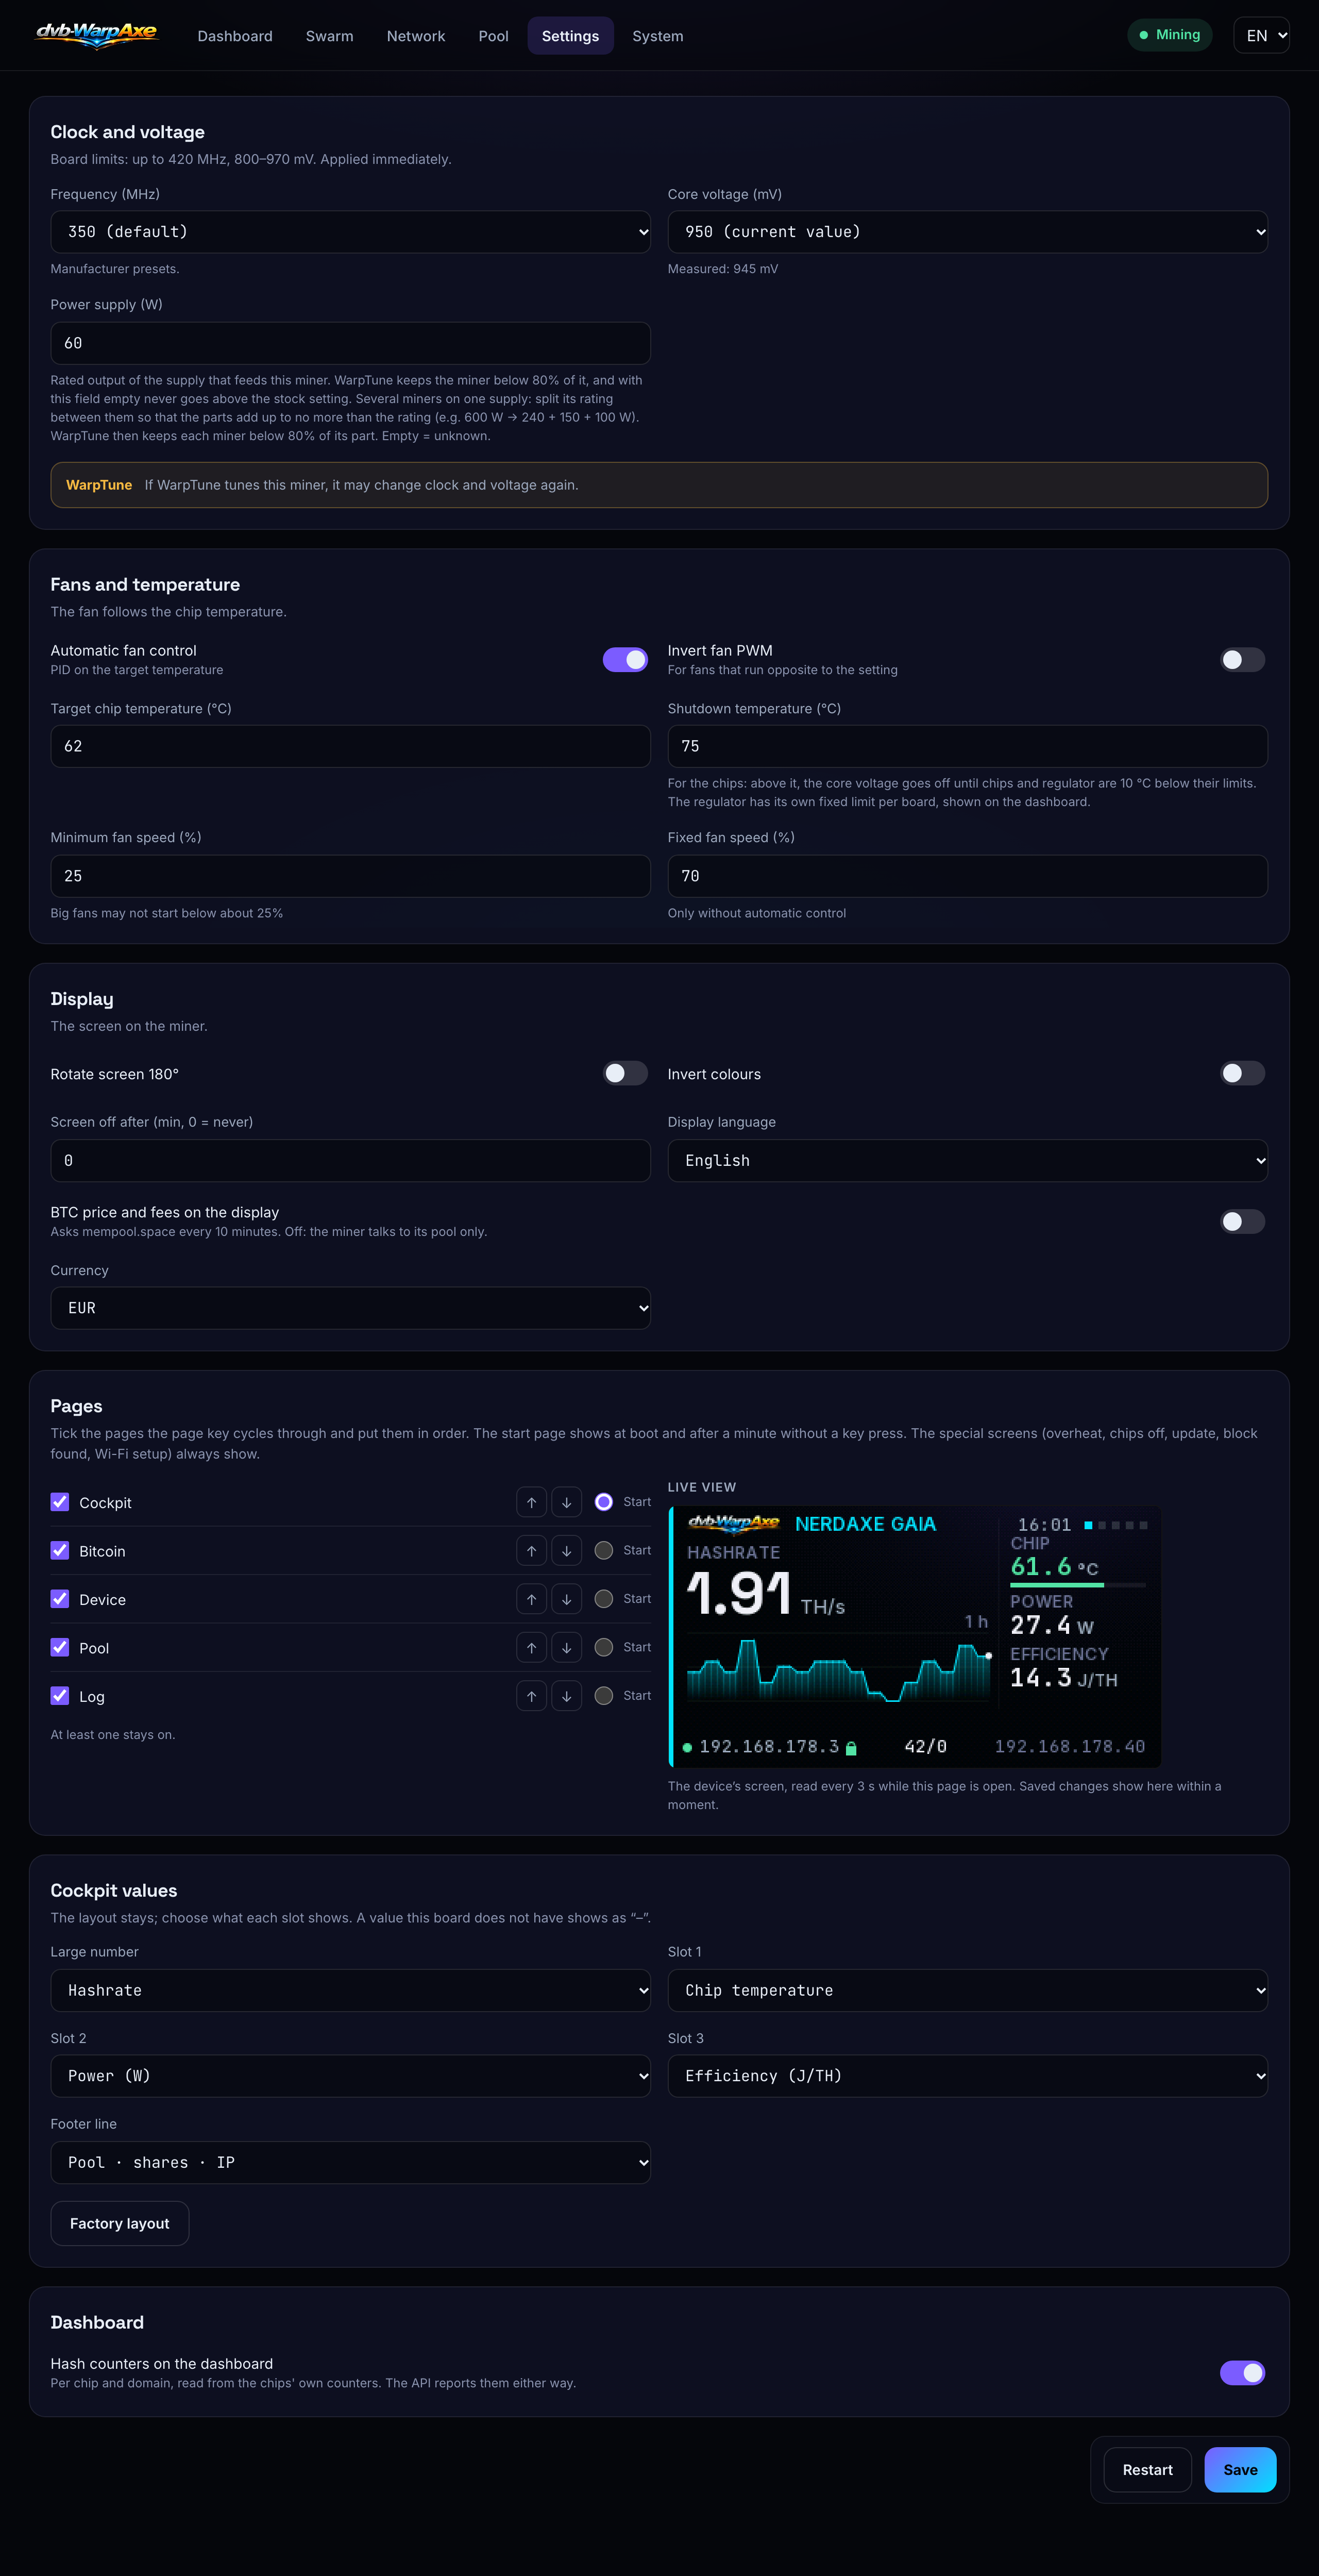 dvb-WarpAxe
Dashboard
Swarm
Network
Pool
Settings
System
Mining
EN
Clock and voltage
Board limits: up to 420 MHz, 800–970 mV. Applied immediately.
Frequency (MHz)
Core voltage (mV)
350 (default)
950 (current value)
Manufacturer presets.
Measured: 945 mV
Power supply (W)
60
Rated output of the supply that feeds this miner. WarpTune keeps the miner below 80% of it, and with
this field empty never goes above the stock setting. Several miners on one supply: split its rating
between them so that the parts add up to no more than the rating (e.g. 600 W → 240 + 150 + 100 W).
WarpTune then keeps each miner below 80% of its part. Empty = unknown.
WarpTune If WarpTune tunes this miner, it may change clock and voltage again.
Fans and temperature
The fan follows the chip temperature.
Automatic fan control
PID on the target temperature
Invert fan PWM
For fans that run opposite to the setting
Target chip temperature (°C)
Shutdown temperature (°C)
62
75
For the chips: above it, the core voltage goes off until chips and regulator are 10 °C below their limits.
The regulator has its own fixed limit per board, shown on the dashboard.
Minimum fan speed (%)
Fixed fan speed (%)
25
70
Big fans may not start below about 25%
Only without automatic control
Display
The screen on the miner.
Rotate screen 180°
Invert colours
Screen off after (min, 0 = never)
Display language
0
English
BTC price and fees on the display
Asks mempool.space every 10 minutes. Off: the miner talks to its pool only.
Currency
EUR
Pages
Tick the pages the page key cycles through and put them in order. The start page shows at boot and after a minute without a key press. The special screens (overheat, chips off, update, block
found, Wi-Fi setup) always show.
Cockpit ↑ ↓ Start
Bitcoin ↑ ↓ Start
Device ↑ ↓ Start
Pool ↑ ↓ Start
Log ↑ ↓ Start
At least one stays on.
LIVE VIEW
dvb-WarpAxe NERDAXE GAIA
16:01
HASHRATE
1.91 TH/s
1 h
CHIP
61.6 °C
POWER
27.4 W
EFFICIENCY
14.3 J/TH
192.168.178.3
42/0
192.168.178.40
The device’s screen, read every 3 s while this page is open. Saved changes show here within a
moment.
Cockpit values
The layout stays; choose what each slot shows. A value this board does not have shows as “–”.
Large number
Slot 1
Hashrate
Chip temperature
Slot 2
Slot 3
Power (W)
Efficiency (J/TH)
Footer line
Pool · shares · IP
Factory layout
Dashboard
Hash counters on the dashboard
Per chip and domain, read from the chips' own counters. The API reports them either way.
Restart
Save